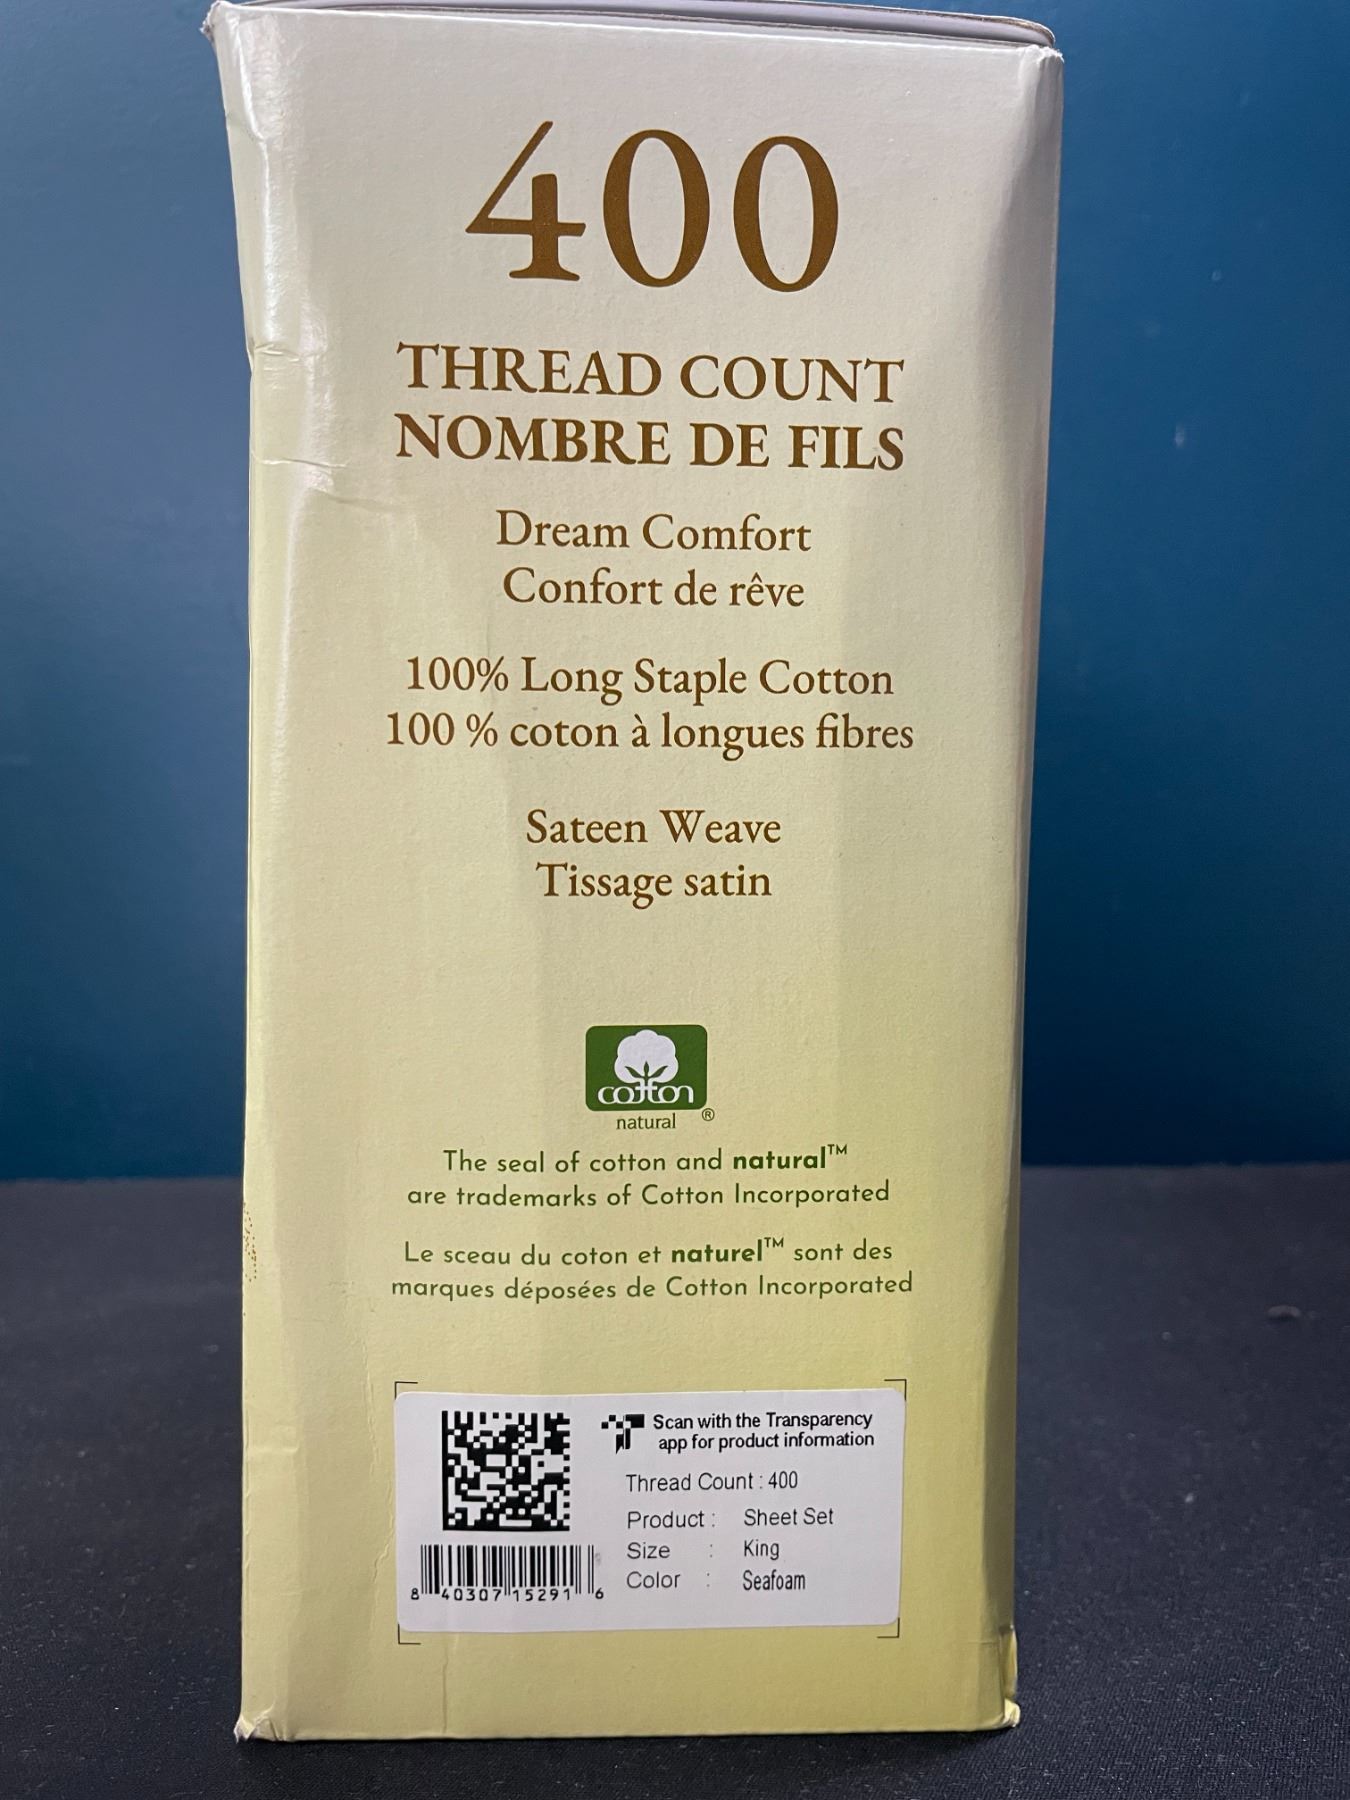 400
THREAD COUNT
NOMBRE DE FILS
Dream Comfort
Confort de rêve
100% Long Staple Cotton
100 % coton à longues fibres
Sateen Weave
Tissage satin
cotton
natural ®
The seal of cotton and natural™
are trademarks of Cotton Incorporated
Le sceau du coton et naturel™ sont des
marques déposées de Cotton Incorporated
Scan with the Transparency
app for product information
Thread Count : 400
Product : Sheet Set
Size : King
Color : Seafoam
8 40307 15291 6